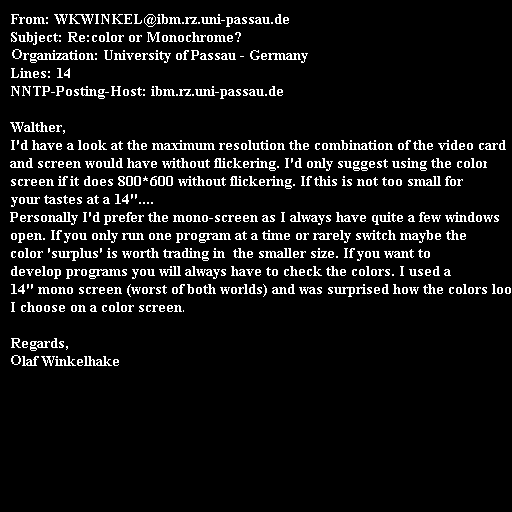 From: WKWINKEL@ibm.rz.uni-passau.de
Subject: Re:color or Monochrome?
Organization: University of Passau - Germany
Lines: 14
NNTP-Posting-Host: ibm.rz.uni-passau.de

Walther,
I'd have a look at the maximum resolution the combination of the video card
and screen would have without flickering. I'd only suggest using the color
screen if it does 800*600 without flickering. If this is not too small for
your tastes at a 14"....
Personally I'd prefer the mono-screen as I always have quite a few windows
open. If you only run one program at a time or rarely switch maybe the
color 'surplus' is worth trading in  the smaller size. If you want to
develop programs you will always have to check the colors. I used a
14" mono screen (worst of both worlds) and was surprised how the colors loo
I choose on a color screen.

Regards,
Olaf Winkelhake